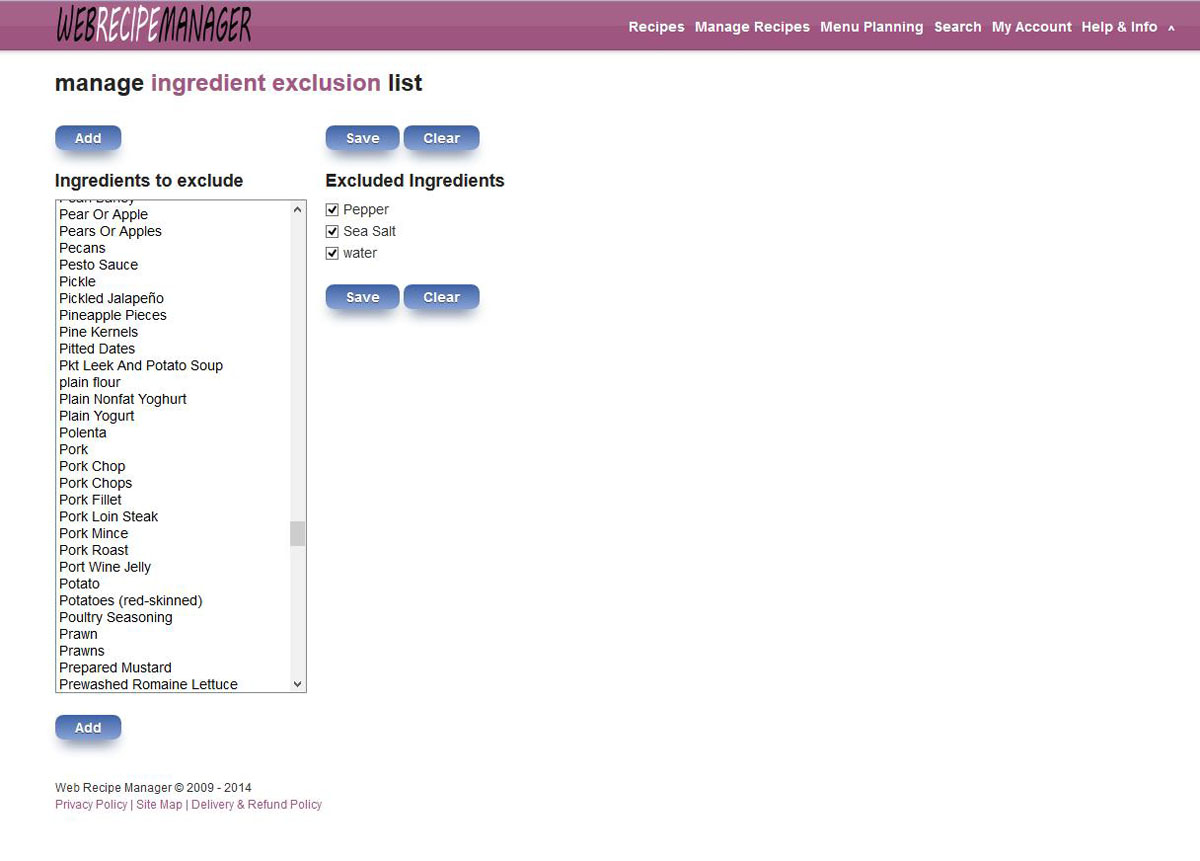 WEBRECIPEMANAGER
Recipes Manage Recipes Menu Planning Search My Account Help & Info
manage ingredient exclusion list
Add
Save Clear
Ingredients to exclude
Pear Or Apple
Pears Or Apples
Pecans
Pesto Sauce
Pickle
Pickled Jalapeño
Pineapple Pieces
Pine Kernels
Pitted Dates
Pkt Leek And Potato Soup
plain flour
Plain Nonfat Yoghurt
Plain Yogurt
Polenta
Pork
Pork Chop
Pork Chops
Pork Fillet
Pork Loin Steak
Pork Mince
Pork Roast
Port Wine Jelly
Potato
Potatoes (red-skinned)
Poultry Seasoning
Prawn
Prawns
Prepared Mustard
Prewashed Romaine Lettuce
Add
Excluded Ingredients
Pepper
Sea Salt
water
Save Clear
Web Recipe Manager © 2009 - 2014
Privacy Policy | Site Map | Delivery & Refund Policy